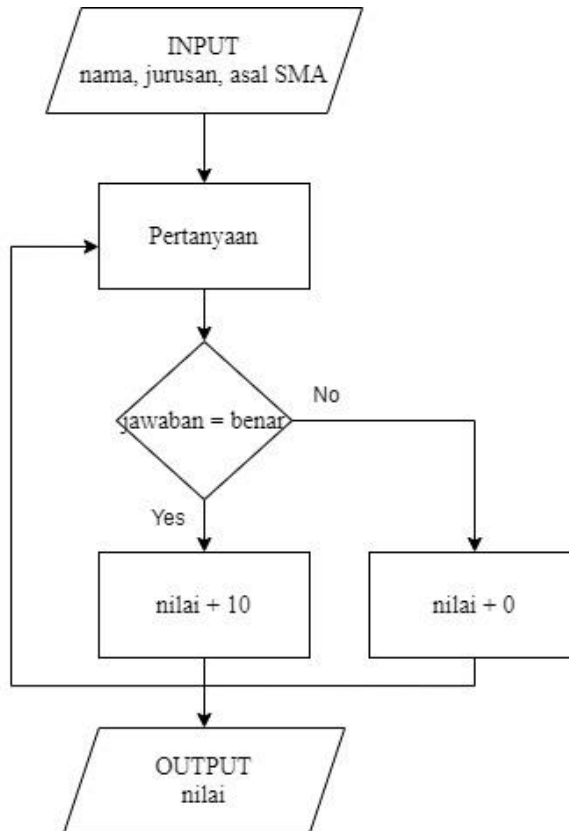 INPUT
nama, jurusan, asal SMA
Pertanyaan
jawaban = benar
No
Yes
nilai + 10
nilai + 0
OUTPUT
nilai